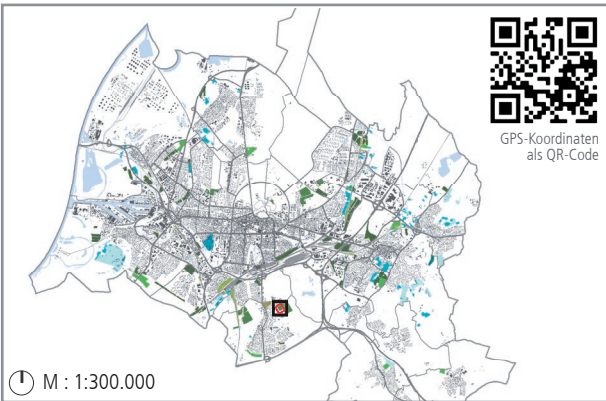 GPS-Koordinaten
als QR-Code
M : 1:300.000